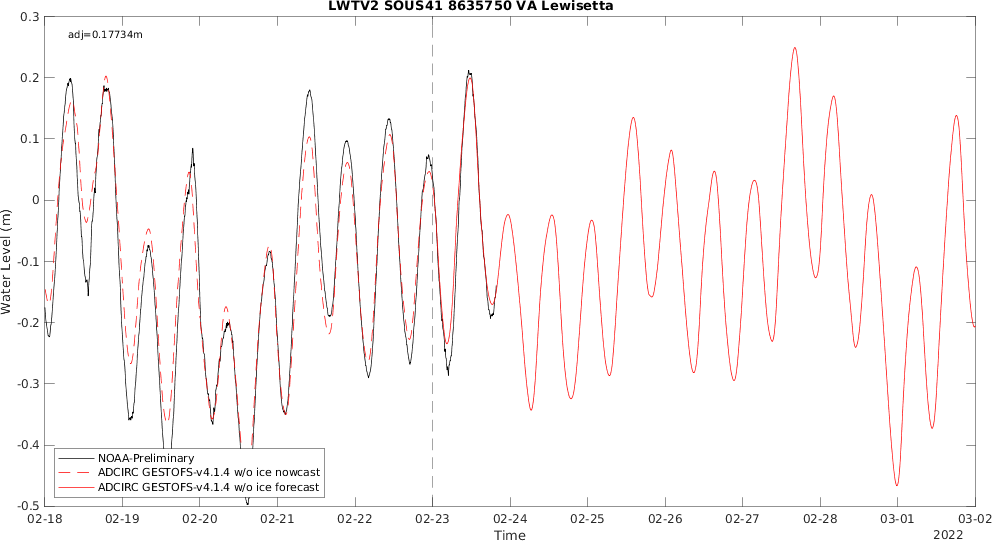 LWTV2 SOUS41 8635750 VA Lewisetta
adj=0.17734m
0.3
0.2
0.1
0
-0.1
-0.2
-0.3
-0.4
-0.5
Water Level (m)
NOAA-Preliminary
ADCIRC GESTOFS-v4.1.4 w/o ice nowcast
ADCIRC GESTOFS-v4.1.4 w/o ice forecast
02-18 02-19 02-20 02-21 02-22 02-23 02-24 02-25 02-26 02-27 02-28 03-01 03-02
Time
2022